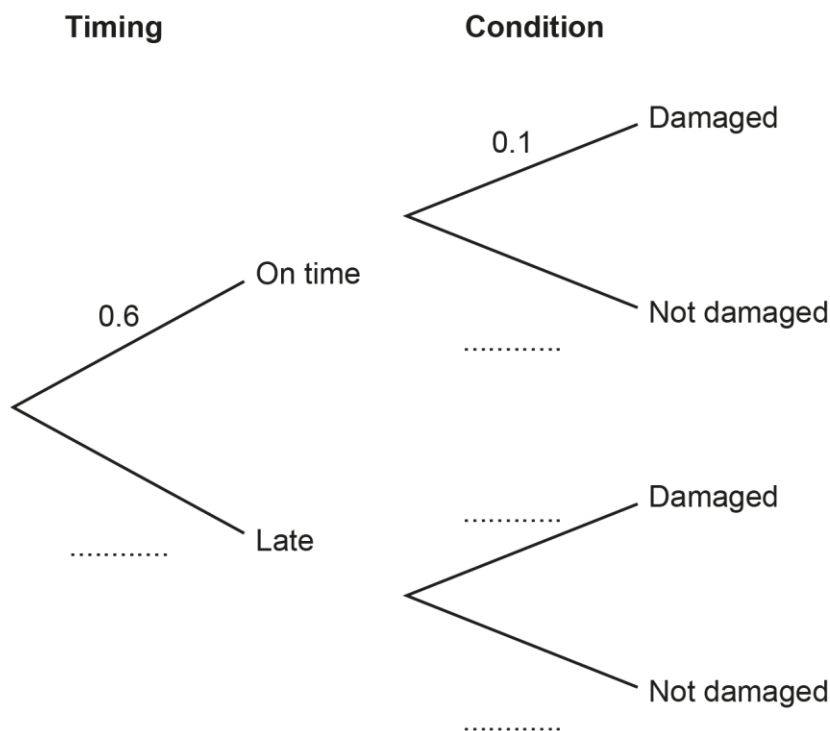 Timing Condition
Damaged
0.1
On time
0.6
Not damaged
............
Damaged
............
Late
............
Not damaged
............